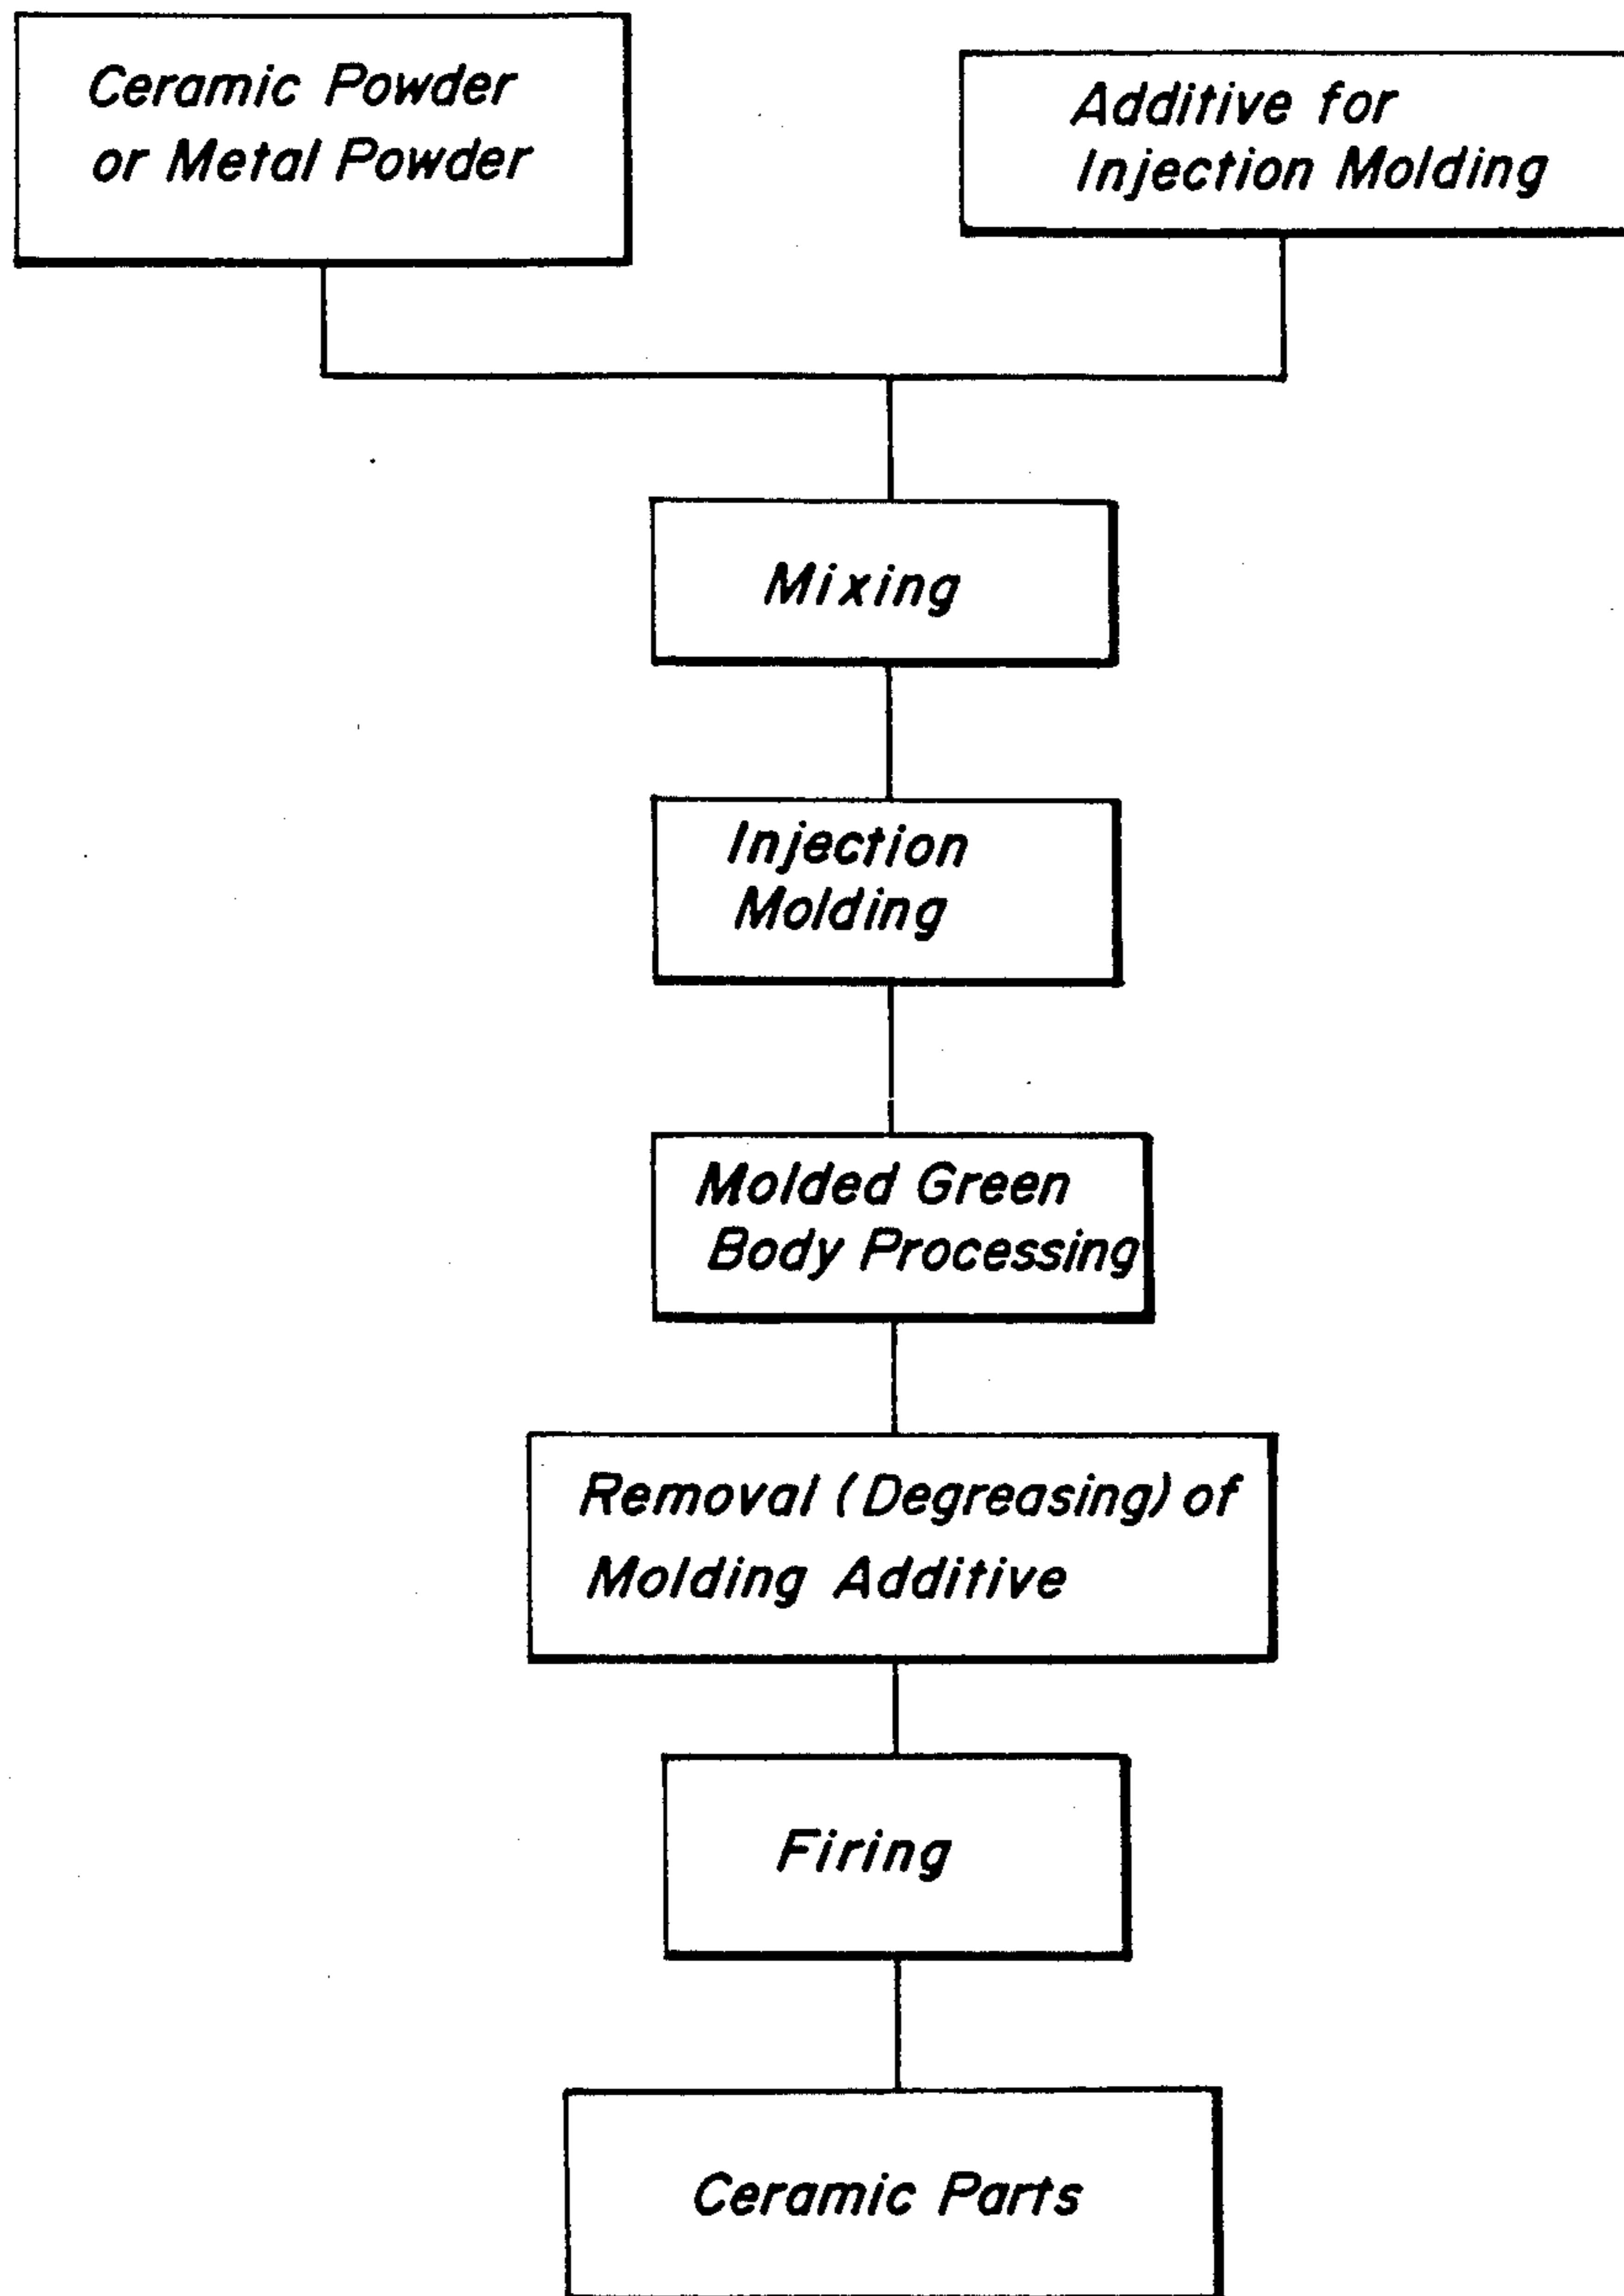 Ceramic Powder
or Metal Powder
Additive for
Injection Molding
Mixing
Injection
Molding
Molded Green
Body Processing
Removal (Degreasing) of
Molding Additive
Firing
Ceramic Parts